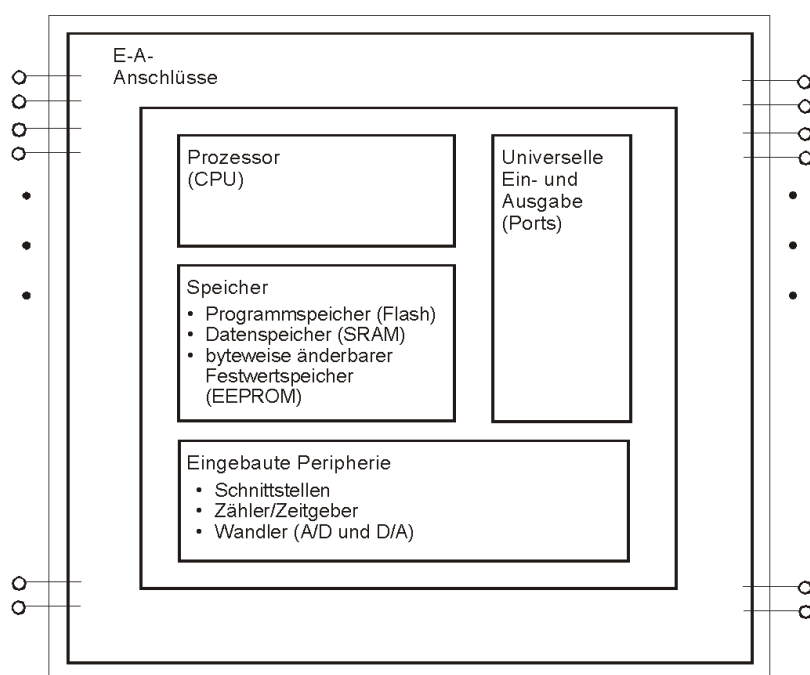 E-A-
Anschlüsse
Prozessor
(CPU)
Universelle
Ein- und
Ausgabe
(Ports)
Speicher
• Programmspeicher (Flash)
• Datenspeicher (SRAM)
• byteweise änderbarer
Festwertspeicher
(EEPROM)
Eingebaute Peripherie
• Schnittstellen
• Zähler/Zeitgeber
• Wandler (A/D und D/A)